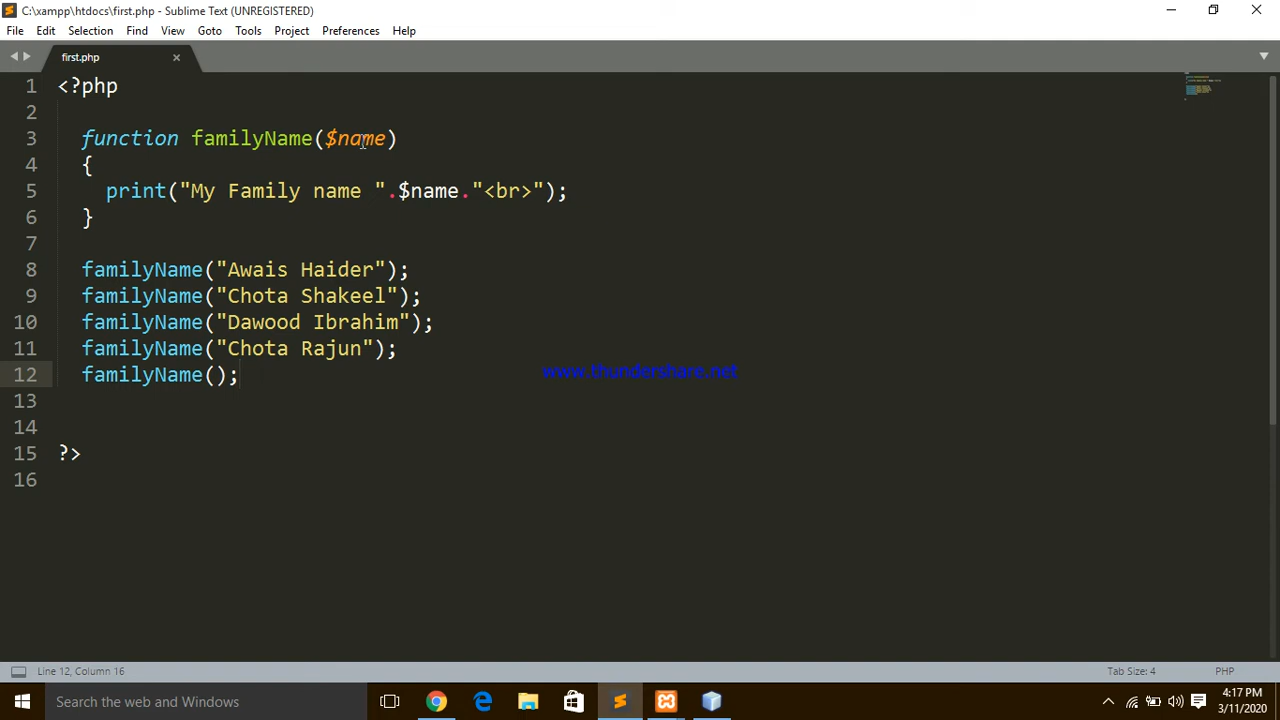 C:\xampp\htdocs\first.php - Sublime Text (UNREGISTERED)
File Edit Selection Find View Goto Tools Project Preferences Help
first.php
1 <?php
2
3 function familyName($name)
4 {
5 print("My Family name ".$name."<br>");
6 }
7
8 familyName("Awais Haider");
9 familyName("Chota Shakeel");
10 familyName("Dawood Ibrahim");
11 familyName("Chota Rajun");
12 familyName();
www.thundershare.net
13
14
15 ?>
16
Line 12, Column 16 Tab Size: 4 PHP
Search the web and Windows
4:17 PM
3/11/2020